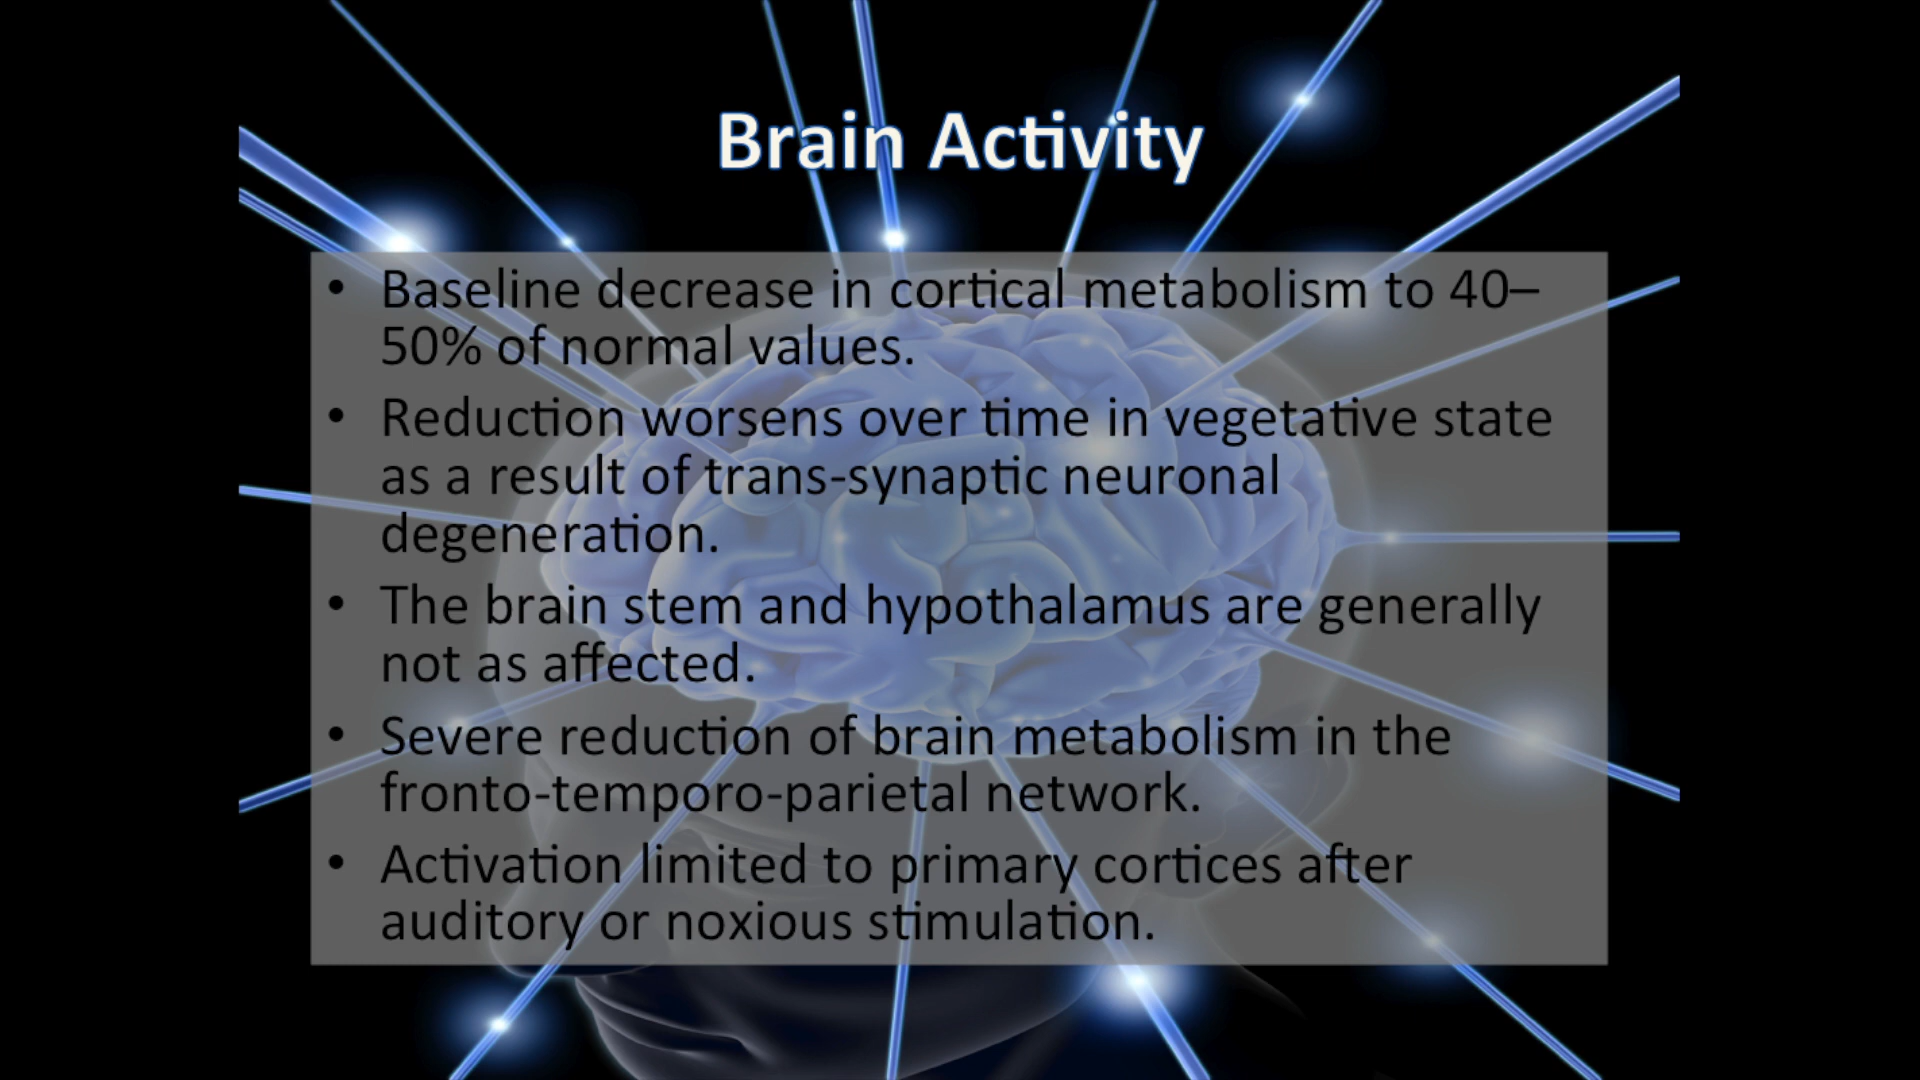 Brain Activity
• Baseline decrease in cortical metabolism to 40–
50% of normal values.
• Reduction worsens over time in vegetative state
as a result of trans-synaptic neuronal
degeneration.
• The brain stem and hypothalamus are generally
not as affected.
• Severe reduction of brain metabolism in the
fronto-temporo-parietal network.
• Activation limited to primary cortices after
auditory or noxious stimulation.